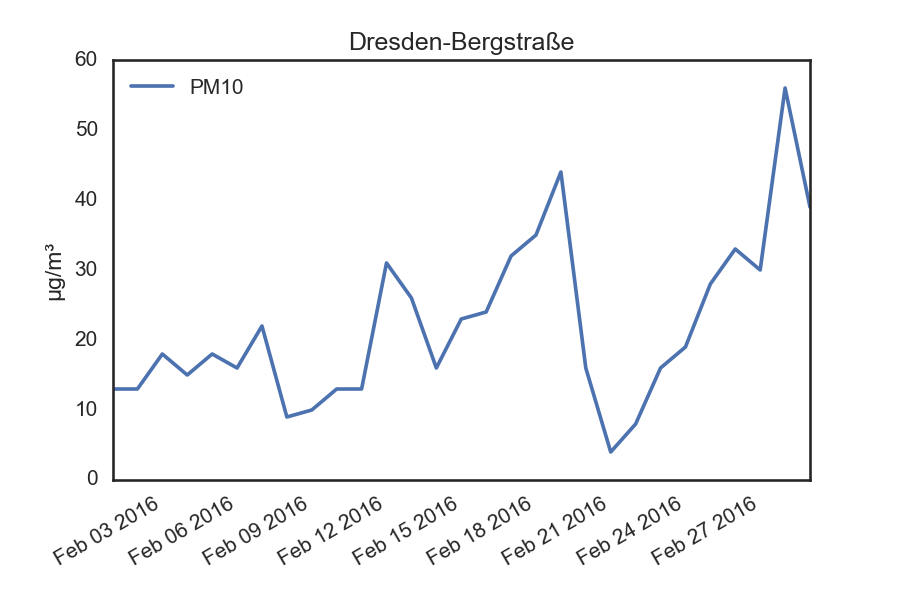 Dresden-Bergstraße
60
50
40
30
20
10
0
µg/m³
PM10
Feb 03 2016
Feb 06 2016
Feb 09 2016
Feb 12 2016
Feb 15 2016
Feb 18 2016
Feb 21 2016
Feb 24 2016
Feb 27 2016